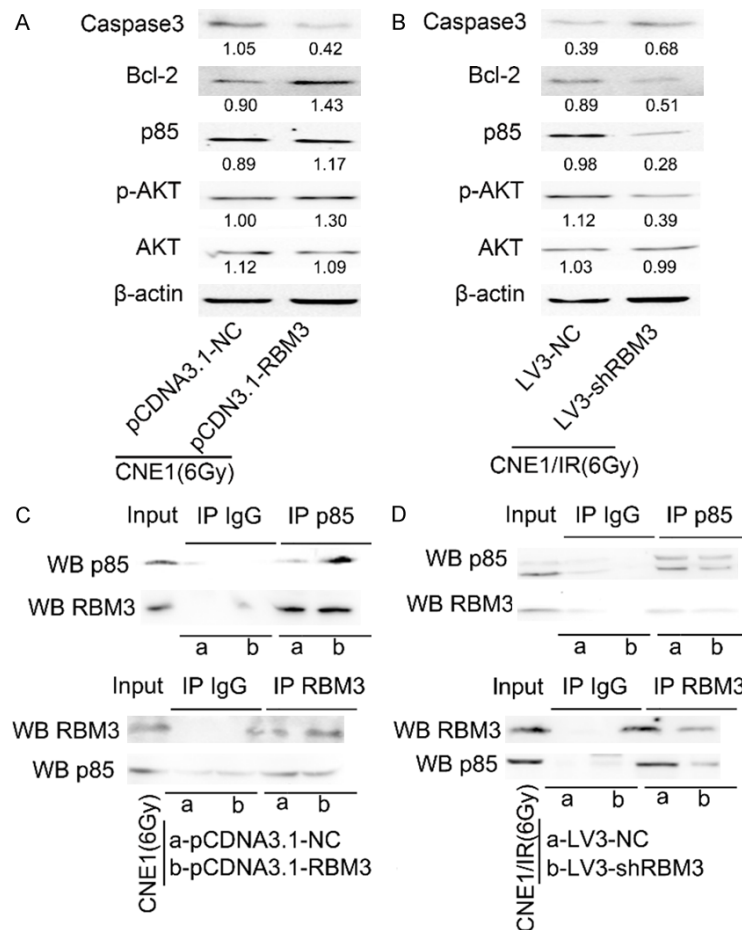 A
Caspase3
1.05 0.42
Bcl-2
0.90 1.43
p85
0.89 1.17
p-AKT
1.00 1.30
AKT
1.12 1.09
β-actin
pCDNA3.1-NC
pCDN3.1-RBM3
CNE1(6Gy)
B
Caspase3
0.39 0.68
Bcl-2
0.89 0.51
p85
0.98 0.28
p-AKT
1.12 0.39
AKT
1.03 0.99
β-actin
LV3-NC
LV3-shRBM3
CNE1/IR(6Gy)
C
Input IP IgG IP p85
WB p85
WB RBM3
a b a b
Input IP IgG IP RBM3
WB RBM3
WB p85
a b a b
CNE1(6Gy)
a-pCDNA3.1-NC
b-pCDNA3.1-RBM3
D
Input IP IgG IP p85
WB p85
WB RBM3
a b a b
Input IP IgG IP RBM3
WB RBM3
WB p85
a b a b
CNE1/IR(6Gy)
a-LV3-NC
b-LV3-shRBM3